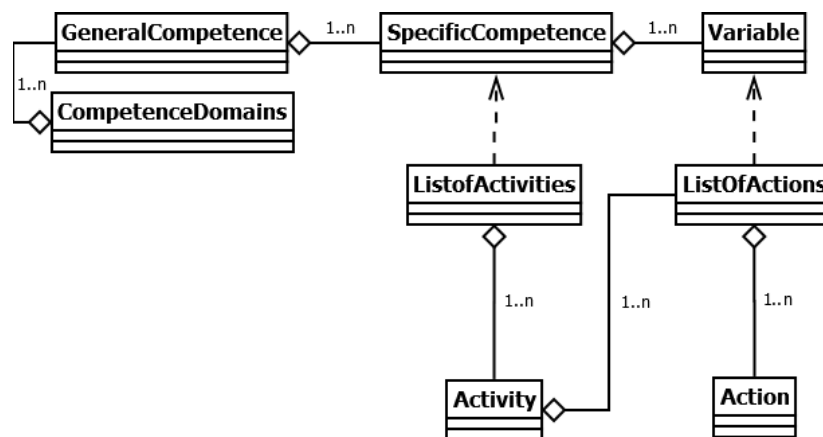 GeneralCompetence
1..n
SpecificCompetence
1..n
Variable
1..n
CompetenceDomains
ListofActivities
ListOfActions
1..n
1..n
1..n
Activity
Action